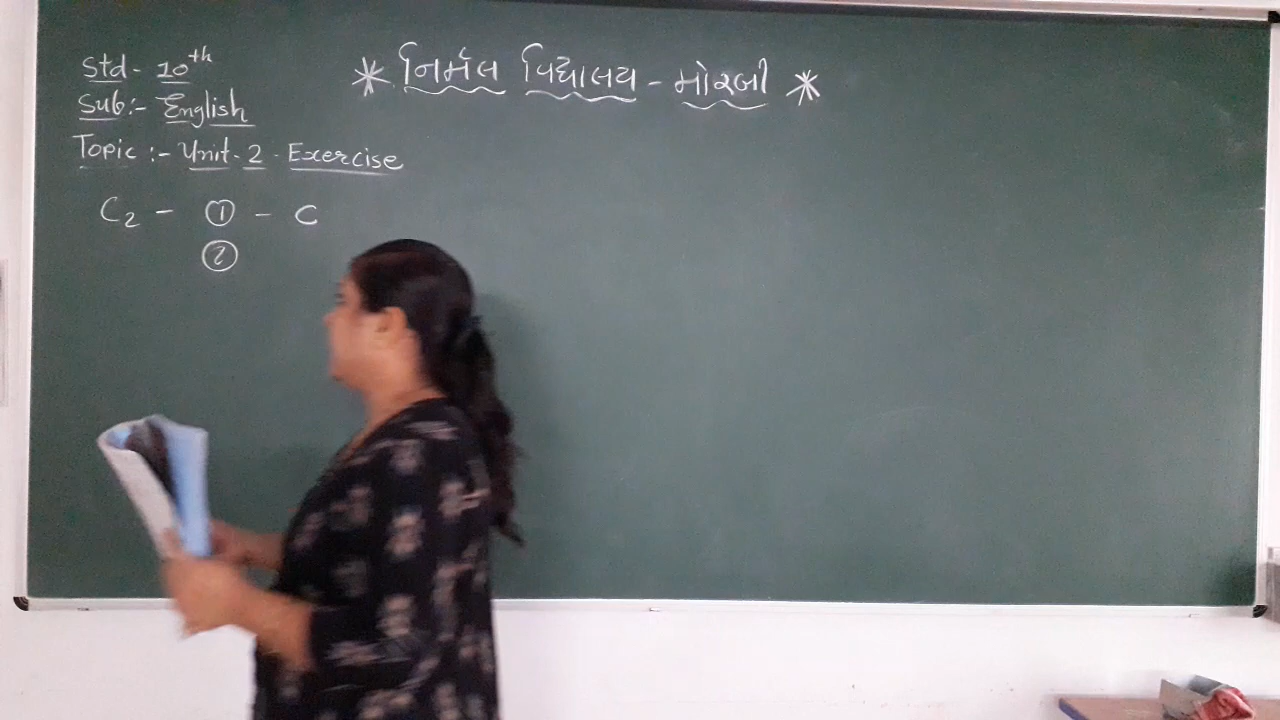 Std - 10th
* નિર્મલ વિદ્યાલય - મોરબી *
Sub:- English
Topic :- Unit - 2 - Exercise
C2 - ① - C
②